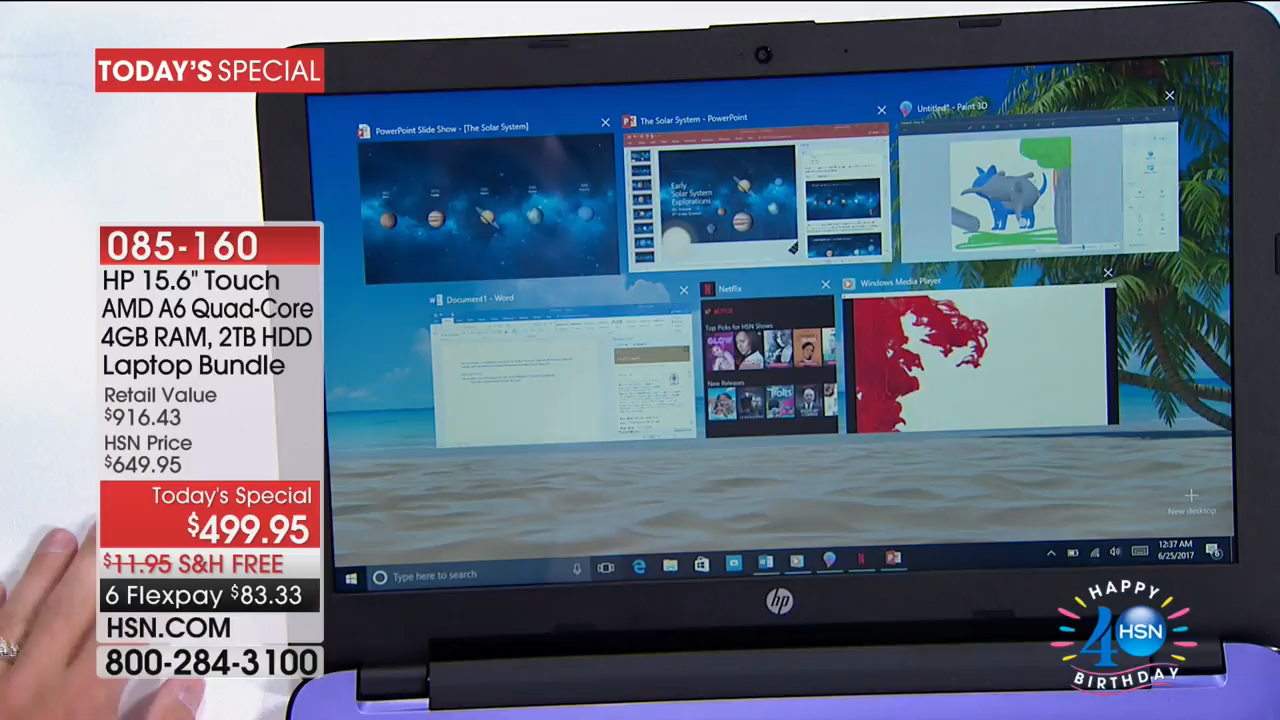 TODAY'S SPECIAL
085-160
HP 15.6" Touch
AMD A6 Quad-Core
4GB RAM, 2TB HDD
Laptop Bundle
Retail Value
$916.43
HSN Price
$649.95
Today's Special
$499.95
$11.95 S&H FREE
6 Flexpay $83.33
HSN.COM
800-284-3100
PowerPoint Slide Show - [The Solar System]
The Solar System - PowerPoint
Untitled* - Paint 3D
Early
Solar System
Explorations
Document1 - Word
Netflix
Windows Media Player
NETFLIX
Top Picks for HSN Shows
GLOW
New Releases
Trolls
New desktop
Type here to search
12:37 AM
6/25/2017
hp
HAPPY
40 HSN
BIRTHDAY